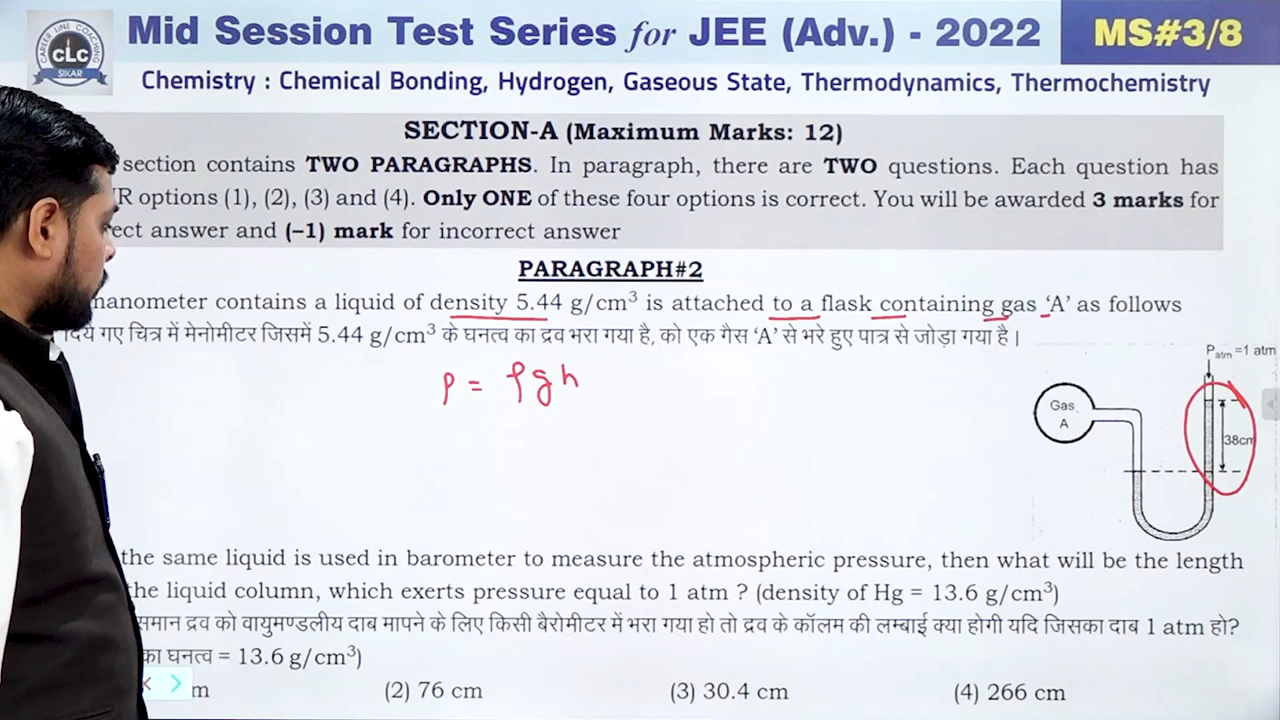 CAREER LINE COACHING
CLC
SIKAR
Mid Session Test Series for JEE (Adv.) - 2022
MS#3/8
Chemistry : Chemical Bonding, Hydrogen, Gaseous State, Thermodynamics, Thermochemistry
SECTION-A (Maximum Marks: 12)
section contains TWO PARAGRAPHS. In paragraph, there are TWO questions. Each question has
R options (1), (2), (3) and (4). Only ONE of these four options is correct. You will be awarded 3 marks for
ect answer and (–1) mark for incorrect answer
PARAGRAPH#2
manometer contains a liquid of density 5.44 g/cm³ is attached to a flask containing gas 'A' as follows
दिये गए चित्र में मेनोमीटर जिसमें 5.44 g/cm³ के घनत्व का द्रव भरा गया है, को एक गैस 'A' से भरे हुए पात्र से जोड़ा गया है।
P = ρgh
Patm =1 atm
Gas
A
38cm
the same liquid is used in barometer to measure the atmospheric pressure, then what will be the length
the liquid column, which exerts pressure equal to 1 atm ? (density of Hg = 13.6 g/cm³)
समान द्रव को वायुमण्डलीय दाब मापने के लिए किसी बैरोमीटर में भरा गया हो तो द्रव के कॉलम की लम्बाई क्या होगी यदि जिसका दाब 1 atm हो?
का घनत्व = 13.6 g/cm³)
m (2) 76 cm (3) 30.4 cm (4) 266 cm